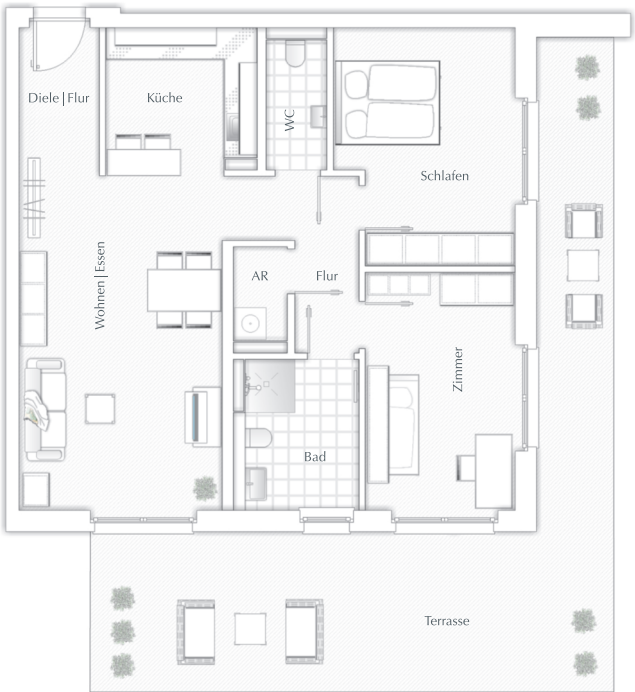 Diele|Flur
Küche
WC
Schlafen
Wohnen|Essen
AR
Flur
Zimmer
Bad
Terrasse